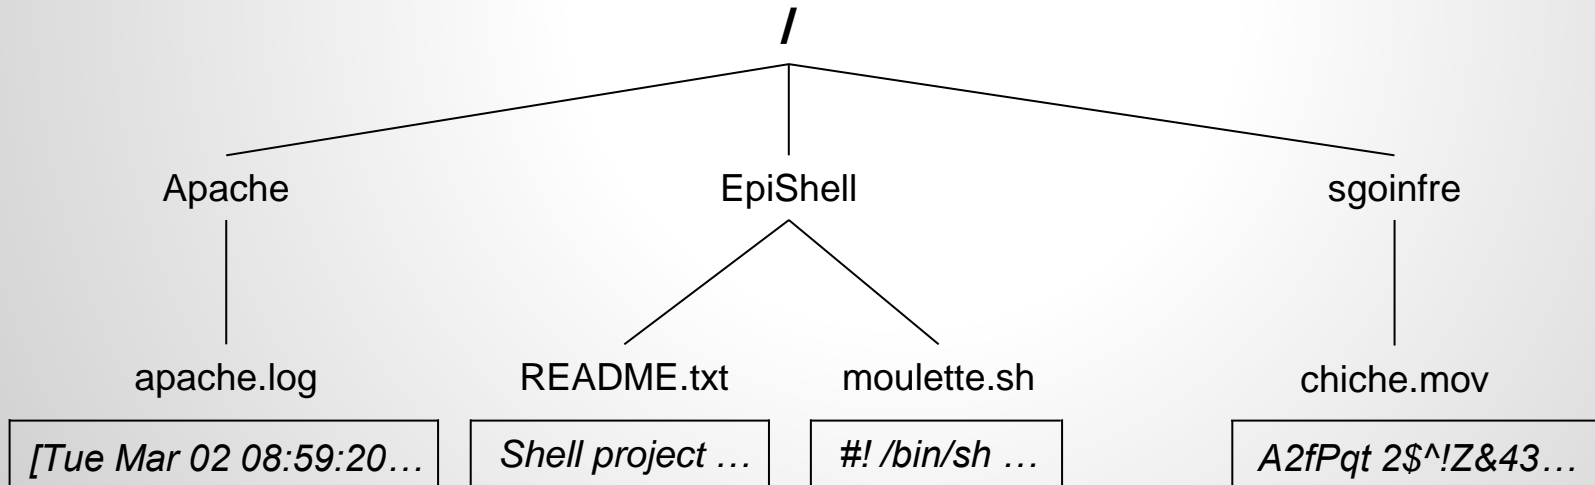 /
Apache
EpiShell
sgoinfre
apache.log
README.txt
moulette.sh
chiche.mov
[Tue Mar 02 08:59:20…
Shell project …
#! /bin/sh …
A2fPqt 2$^!Z&43…